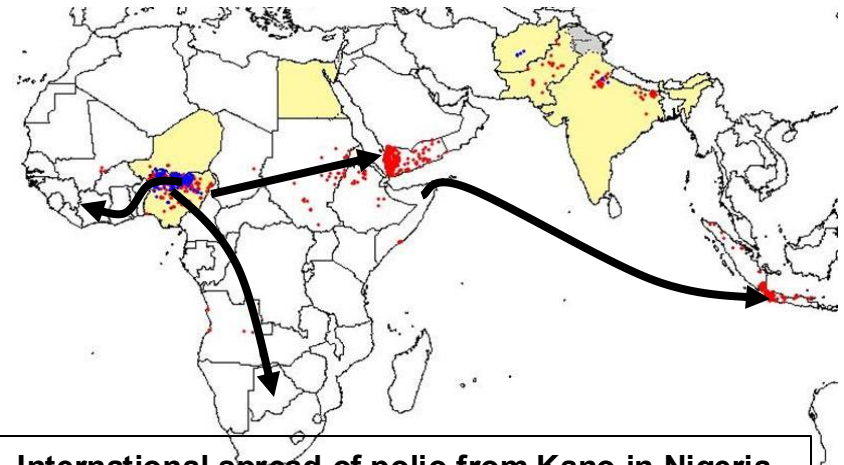 International spread of polio from Kano in Nigeria